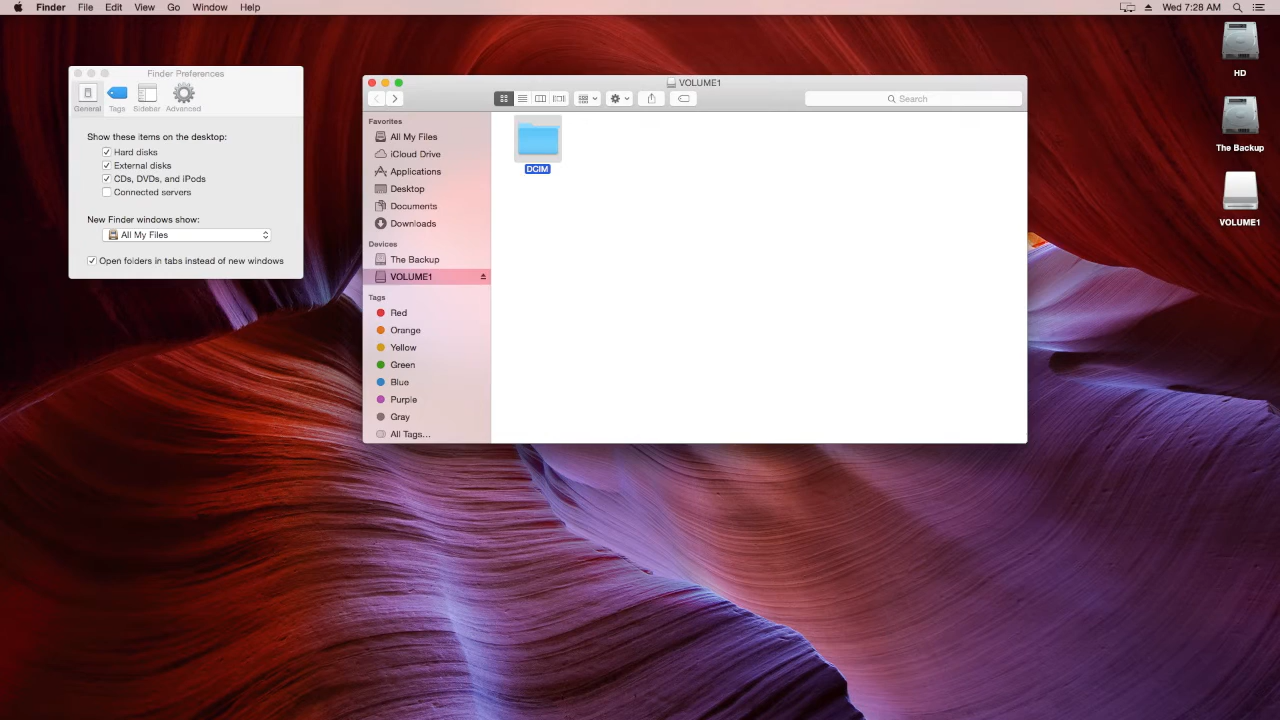 Finder File Edit View Go Window Help
Wed 7:28 AM
Finder Preferences
General Tags Sidebar Advanced
Show these items on the desktop:
Hard disks
External disks
CDs, DVDs, and iPods
Connected servers
New Finder windows show:
All My Files
Open folders in tabs instead of new windows
VOLUME1
Search
Favorites
All My Files
iCloud Drive
Applications
Desktop
Documents
Downloads
Devices
The Backup
VOLUME1
Tags
Red
Orange
Yellow
Green
Blue
Purple
Gray
All Tags...
DCIM
HD
The Backup
VOLUME1